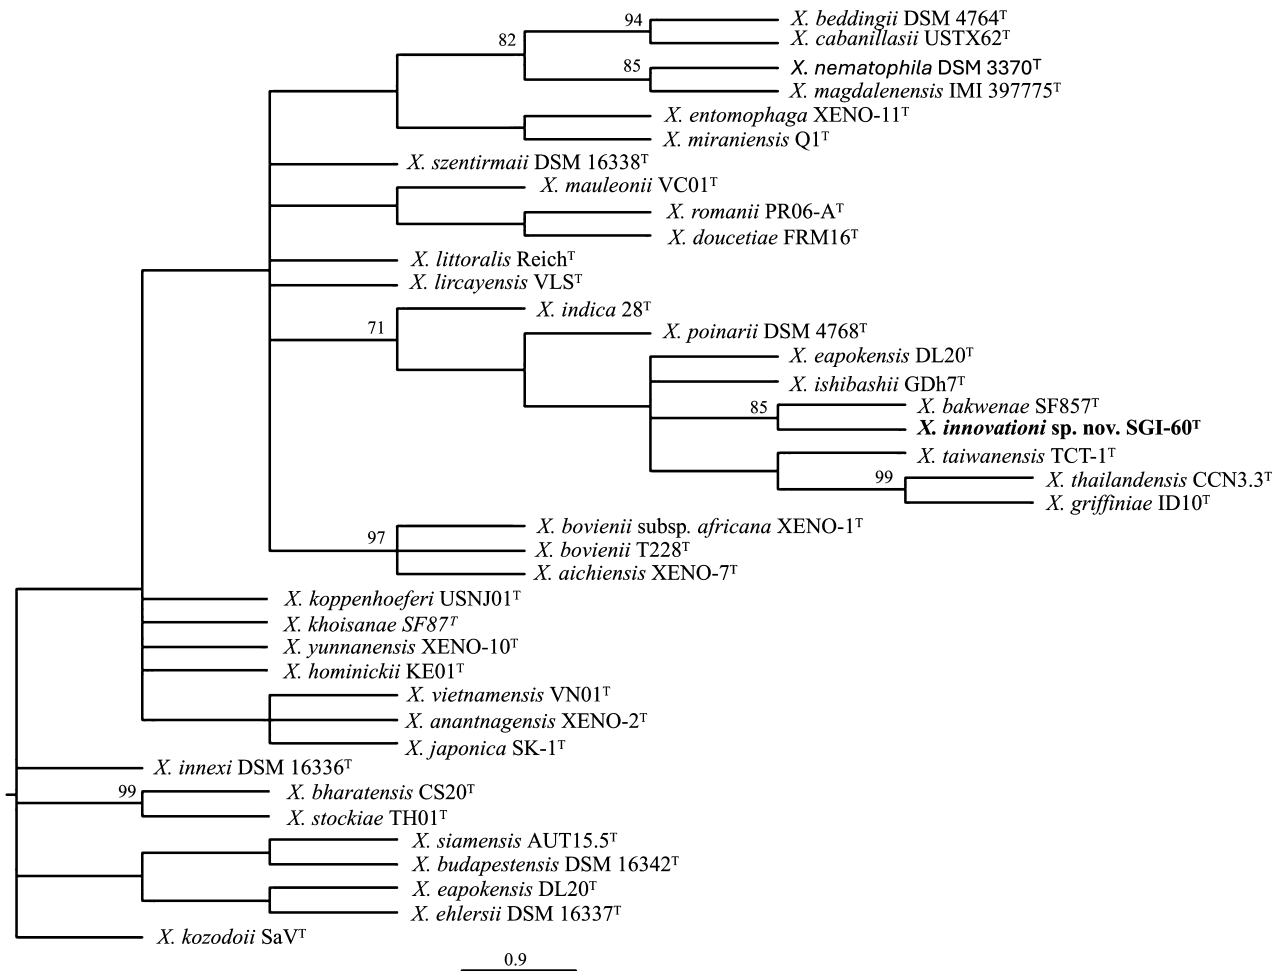 94
X. beddingii DSM 4764ᵀ
X. cabanillasii USTX62ᵀ
82
85
X. nematophila DSM 3370ᵀ
X. magdalenensis IMI 397775ᵀ
X. entomophaga XENO-11ᵀ
X. miraniensis Q1ᵀ
X. szentirmaii DSM 16338ᵀ
X. mauleonii VC01ᵀ
X. romanii PR06-Aᵀ
X. doucetiae FRM16ᵀ
X. littoralis Reichᵀ
X. lircayensis VLSᵀ
X. indica 28ᵀ
71
X. poinarii DSM 4768ᵀ
X. eapokensis DL20ᵀ
X. ishibashii GDh7ᵀ
85
X. bakwenae SF857ᵀ
X. innovationi sp. nov. SGI-60ᵀ
X. taiwanensis TCT-1ᵀ
99
X. thailandensis CCN3.3ᵀ
X. griffiniae ID10ᵀ
97
X. bovienii subsp. africana XENO-1ᵀ
X. bovienii T228ᵀ
X. aichiensis XENO-7ᵀ
X. koppenhoeferi USNJ01ᵀ
X. khoisanae SF87ᵀ
X. yunnanensis XENO-10ᵀ
X. hominickii KE01ᵀ
X. vietnamensis VN01ᵀ
X. anantnagensis XENO-2ᵀ
X. japonica SK-1ᵀ
X. innexi DSM 16336ᵀ
99
X. bharatensis CS20ᵀ
X. stockiae TH01ᵀ
X. siamensis AUT15.5ᵀ
X. budapestensis DSM 16342ᵀ
X. eapokensis DL20ᵀ
X. ehlersii DSM 16337ᵀ
X. kozodoii SaVᵀ
0.9